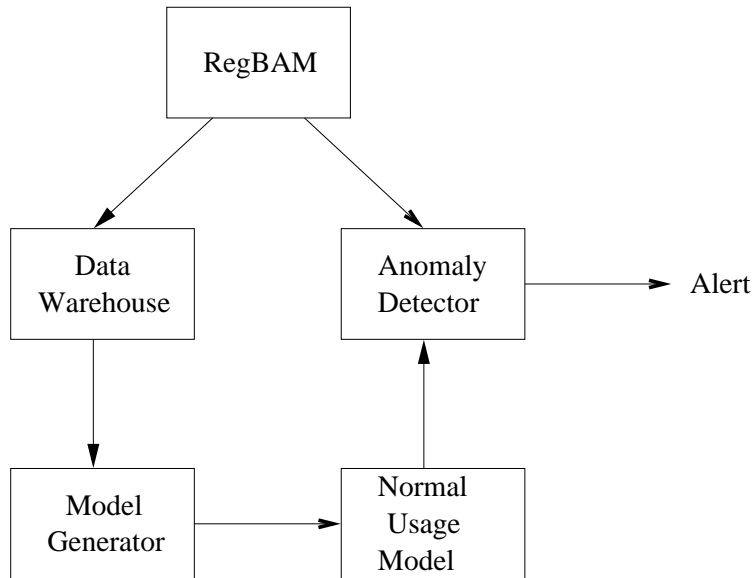 RegBAM
Data
Warehouse
Anomaly
Detector
Alert
Model
Generator
Normal
Usage
Model